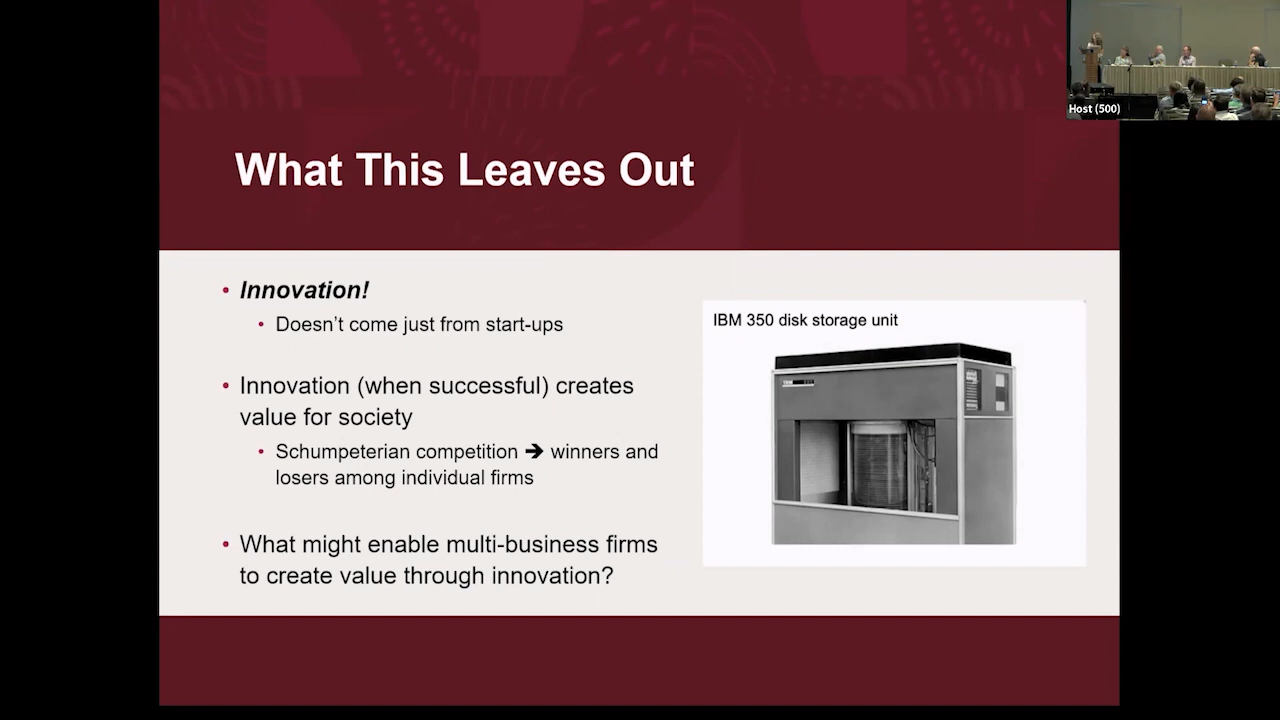 Host (500)
What This Leaves Out
• Innovation!
• Doesn't come just from start-ups
• Innovation (when successful) creates
value for society
• Schumpeterian competition ➔ winners and
losers among individual firms
• What might enable multi-business firms
to create value through innovation?
IBM 350 disk storage unit